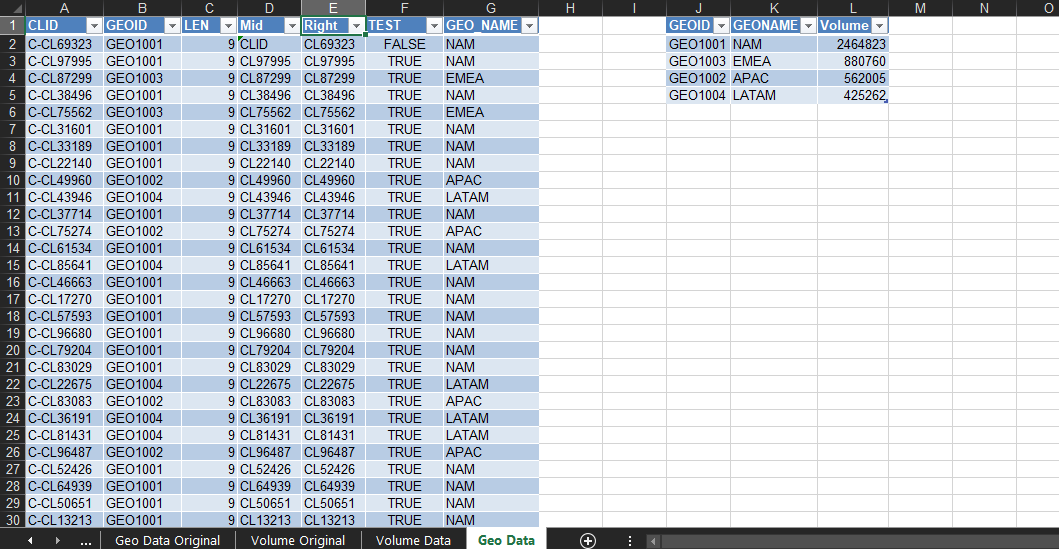 A B C D E F G H I J K L M N O
1 CLID GEOID LEN Mid Right TEST GEO_NAME GEOID GEONAME Volume
2 C-CL69323 GEO1001 9 CLID CL69323 FALSE NAM GEO1001 NAM 2464823
3 C-CL97995 GEO1001 9 CL97995 CL97995 TRUE NAM GEO1003 EMEA 880760
4 C-CL87299 GEO1003 9 CL87299 CL87299 TRUE EMEA GEO1002 APAC 562005
5 C-CL38496 GEO1001 9 CL38496 CL38496 TRUE NAM GEO1004 LATAM 425262
6 C-CL75562 GEO1003 9 CL75562 CL75562 TRUE EMEA
7 C-CL31601 GEO1001 9 CL31601 CL31601 TRUE NAM
8 C-CL33189 GEO1001 9 CL33189 CL33189 TRUE NAM
9 C-CL22140 GEO1001 9 CL22140 CL22140 TRUE NAM
10 C-CL49960 GEO1002 9 CL49960 CL49960 TRUE APAC
11 C-CL43946 GEO1004 9 CL43946 CL43946 TRUE LATAM
12 C-CL37714 GEO1001 9 CL37714 CL37714 TRUE NAM
13 C-CL75274 GEO1002 9 CL75274 CL75274 TRUE APAC
14 C-CL61534 GEO1001 9 CL61534 CL61534 TRUE NAM
15 C-CL85641 GEO1004 9 CL85641 CL85641 TRUE LATAM
16 C-CL46663 GEO1001 9 CL46663 CL46663 TRUE NAM
17 C-CL17270 GEO1001 9 CL17270 CL17270 TRUE NAM
18 C-CL57593 GEO1001 9 CL57593 CL57593 TRUE NAM
19 C-CL96680 GEO1001 9 CL96680 CL96680 TRUE NAM
20 C-CL79204 GEO1001 9 CL79204 CL79204 TRUE NAM
21 C-CL83029 GEO1001 9 CL83029 CL83029 TRUE NAM
22 C-CL22675 GEO1004 9 CL22675 CL22675 TRUE LATAM
23 C-CL83083 GEO1002 9 CL83083 CL83083 TRUE APAC
24 C-CL36191 GEO1004 9 CL36191 CL36191 TRUE LATAM
25 C-CL81431 GEO1004 9 CL81431 CL81431 TRUE LATAM
26 C-CL96487 GEO1002 9 CL96487 CL96487 TRUE APAC
27 C-CL52426 GEO1001 9 CL52426 CL52426 TRUE NAM
28 C-CL64939 GEO1001 9 CL64939 CL64939 TRUE NAM
29 C-CL50651 GEO1001 9 CL50651 CL50651 TRUE NAM
30 C-CL13213 GEO1001 9 CL13213 CL13213 TRUE NAM
... Geo Data Original Volume Original Volume Data Geo Data